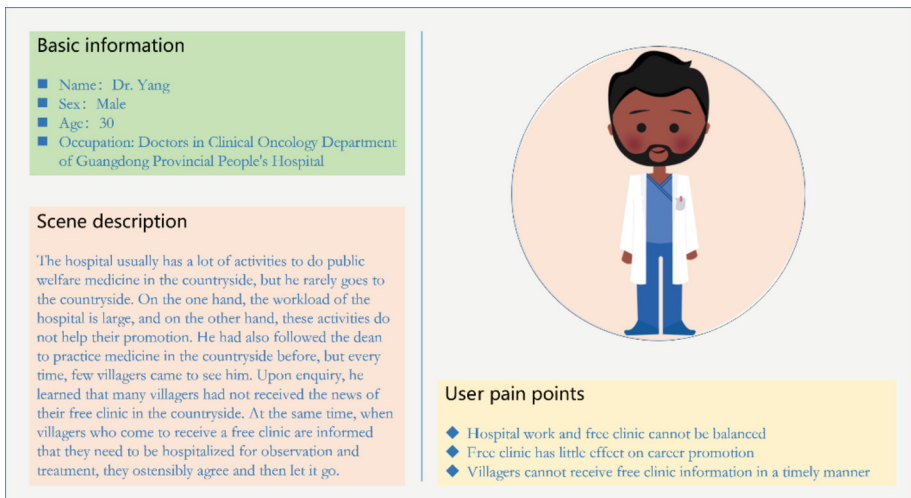 Basic information
Name: Dr. Yang
Sex: Male
Age: 30
Occupation: Doctors in Clinical Oncology Department
of Guangdong Provincial People's Hospital
Scene description
The hospital usually has a lot of activities to do public
welfare medicine in the countryside, but he rarely goes to
the countryside. On the one hand, the workload of the
hospital is large, and on the other hand, these activities do
not help their promotion. He had also followed the dean
to practice medicine in the countryside before, but every
time, few villagers came to see him. Upon enquiry, he
learned that many villagers had not received the news of
their free clinic in the countryside. At the same time, when
villagers who come to receive a free clinic are informed
that they need to be hospitalized for observation and
treatment, they ostensibly agree and then let it go.
User pain points
Hospital work and free clinic cannot be balanced
Free clinic has little effect on career promotion
Villagers cannot receive free clinic information in a timely manner